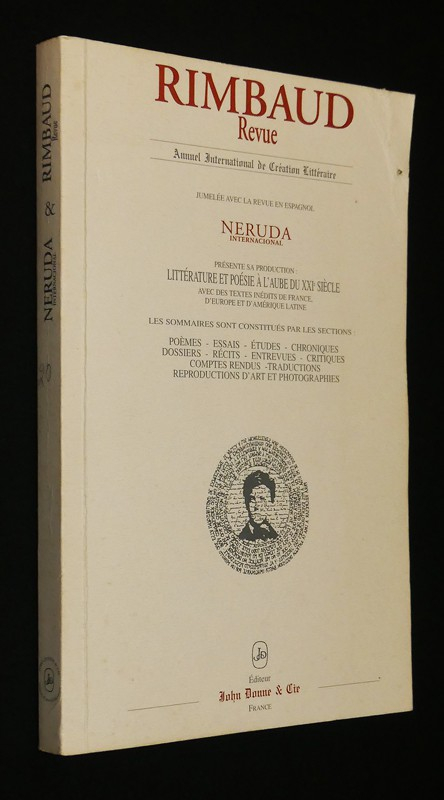 RIMBAUD
Revue
Annuel International de Création Littéraire
JUMELÉE AVEC LA REVUE EN ESPAGNOL
NERUDA
INTERNACIONAL
PRÉSENTE SA PRODUCTION :
LITTÉRATURE ET POÉSIE À L'AUBE DU XXIe SIÈCLE
AVEC DES TEXTES INÉDITS DE FRANCE,
D'EUROPE ET D'AMÉRIQUE LATINE
LES SOMMAIRES SONT CONSTITUÉS PAR LES SECTIONS :
POÈMES - ESSAIS - ÉTUDES - CHRONIQUES
DOSSIERS - RÉCITS - ENTREVUES - CRITIQUES
COMPTES RENDUS -TRADUCTIONS
REPRODUCTIONS D'ART ET PHOTOGRAPHIES
Éditeur
John Donne & Cie
FRANCE
NERUDA & RIMBAUD
INTERNACIONAL Revue